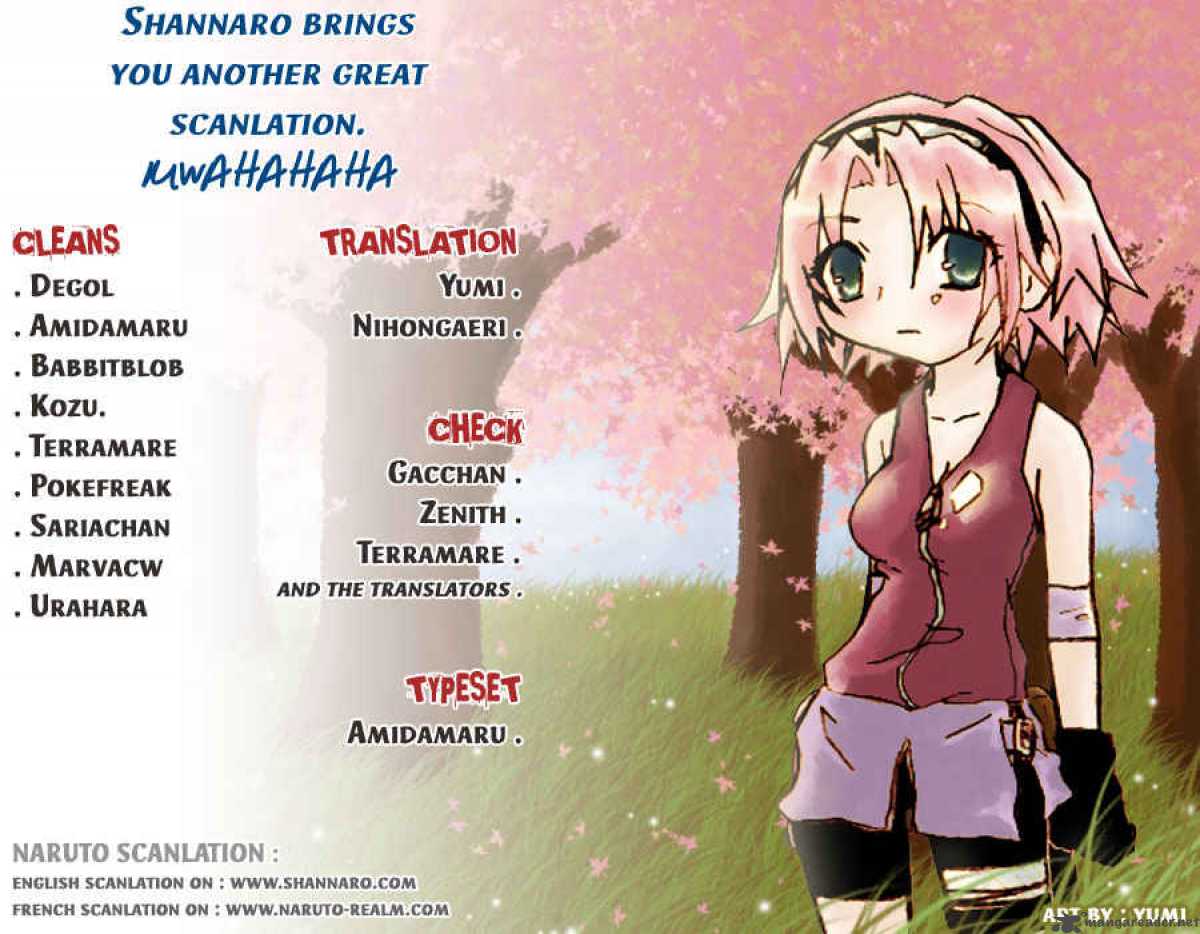 Shannaro brings
you another great
scanlation.
MWAHAHAHA
CLEANS
. Degol
. Amidamaru
. Babbitblob
. Kozu.
. Terramare
. Pokefreak
. Sariachan
. Marvacw
. Urahara
TRANSLATION
Yumi .
Nihongaeri .
CHECK
Gacchan .
Zenith .
Terramare .
and the translators .
TYPESET
Amidamaru .
NARUTO SCANLATION :
ENGLISH SCANLATION ON : WWW.SHANNARO.COM
FRENCH SCANLATION ON : WWW.NARUTO-REALM.COM
ART BY : YUMI
mangareader.net